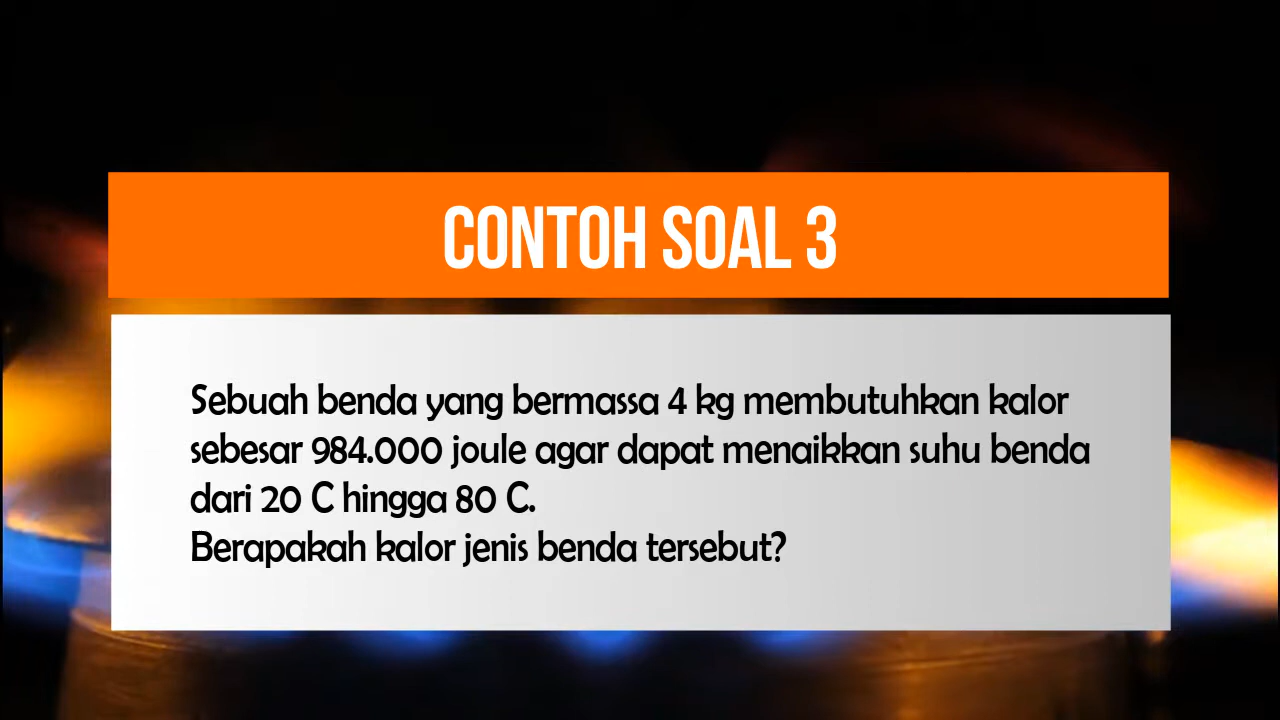 CONTOH SOAL 3
Sebuah benda yang bermassa 4 kg membutuhkan kalor
sebesar 984.000 joule agar dapat menaikkan suhu benda
dari 20 C hingga 80 C.
Berapakah kalor jenis benda tersebut?